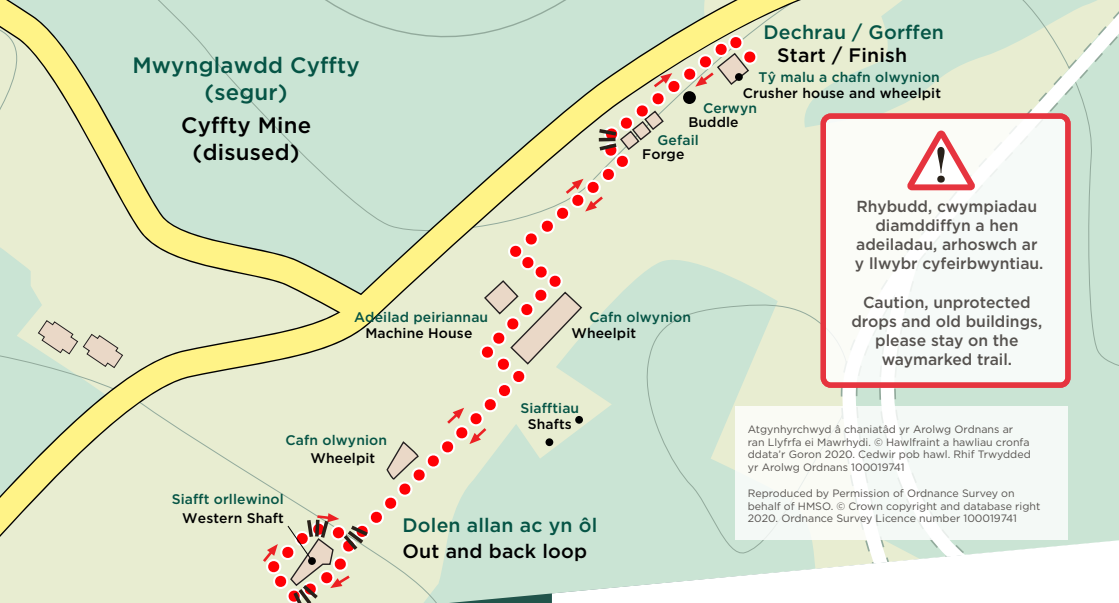 Mwynglawdd Cyffty
(segur)
Cyffty Mine
(disused)
Dechrau / Gorffen
Start / Finish
Tŷ malu a chafn olwynion
Crusher house and wheelpit
Cerwyn
Buddle
Gefail
Forge
Rhybudd, cwympiadau
diamddiffyn a hen
adeiladau, arhoswch ar
y llwybr cyfeirbwyntiau.
Caution, unprotected
drops and old buildings,
please stay on the
waymarked trail.
Adeilad peiriannau
Machine House
Cafn olwynion
Wheelpit
Siafftiau
Shafts
Cafn olwynion
Wheelpit
Siafft orllewinol
Western Shaft
Dolen allan ac yn ôl
Out and back loop
Atgynhyrchwyd â chaniatâd yr Arolwg Ordnans ar
ran Llyfrfa ei Mawrhydi. © Hawlfraint a hawliau cronfa
ddata'r Goron 2020. Cedwir pob hawl. Rhif Trwydded
yr Arolwg Ordnans 100019741
Reproduced by Permission of Ordnance Survey on
behalf of HMSO. © Crown copyright and database right
2020. Ordnance Survey Licence number 100019741